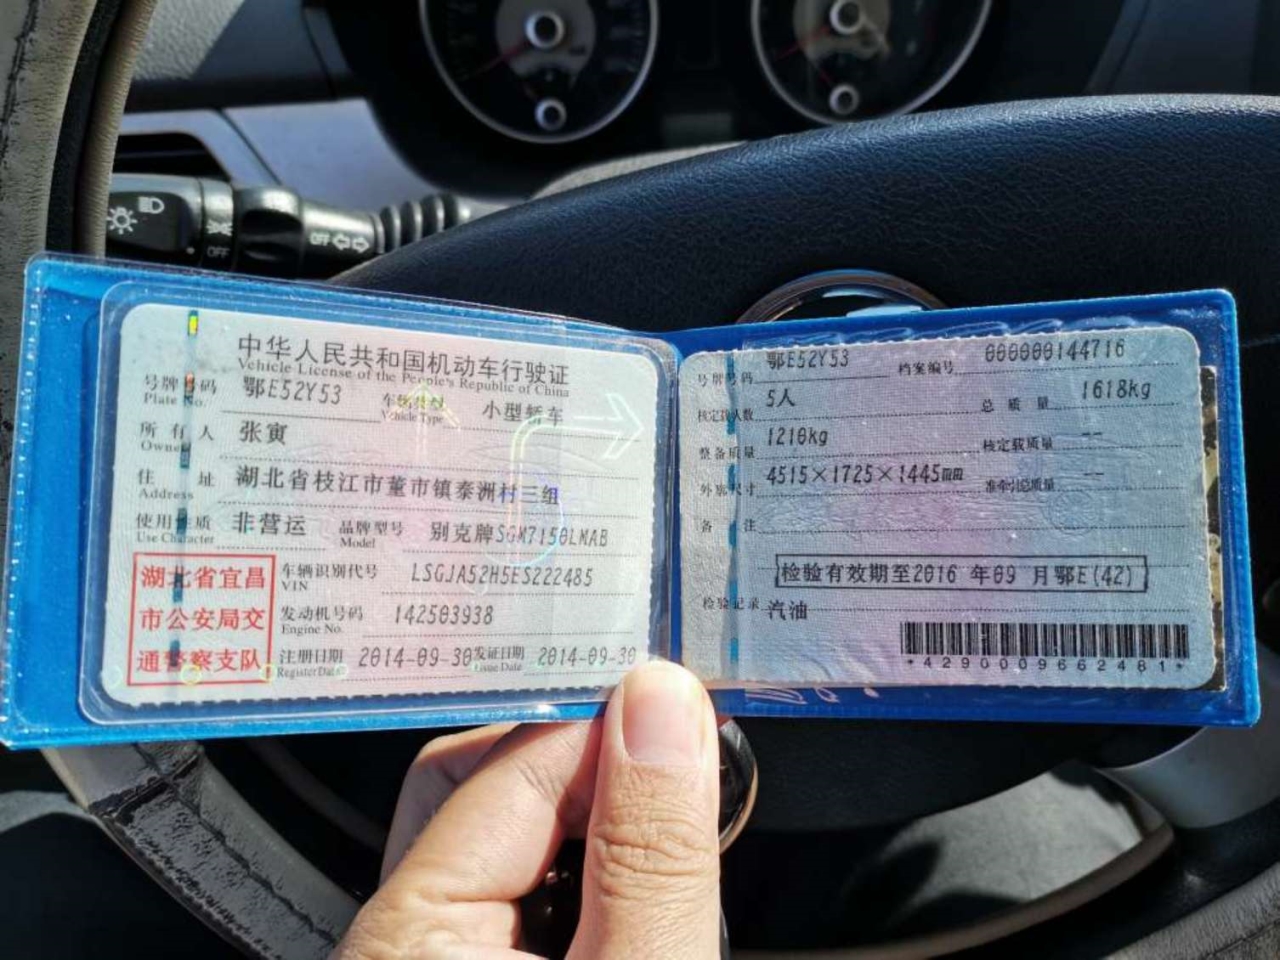 中华人民共和国机动车行驶证
Vehicle License of the People's Republic of China
号牌号码 鄂E52Y53 车辆类型 小型轿车
Plate No. Vehicle Type
所有人 张寅
Owner
住址 湖北省枝江市董市镇泰洲村三组
Address
使用性质 非营运 品牌型号 别克牌SGM7150LMAB
Use Character Model
湖北省宜昌
市公安局交
通警察支队
车辆识别代号 LSGJA52H5ES222485
VIN
发动机号码 142503938
Engine No.
注册日期 2014-09-30 发证日期 2014-09-30
Register Date Issue Date
号牌号码 鄂E52Y53 档案编号 000000144716
核定载人数 5人 总质量 1618kg
整备质量 1210kg 核定载质量 --
外廓尺寸 4515×1725×1445mm 准牵引总质量 --
备注
检验有效期至2016 年09 月鄂E(42)
检验记录 汽油
*4290009662481*
OFF
OFF